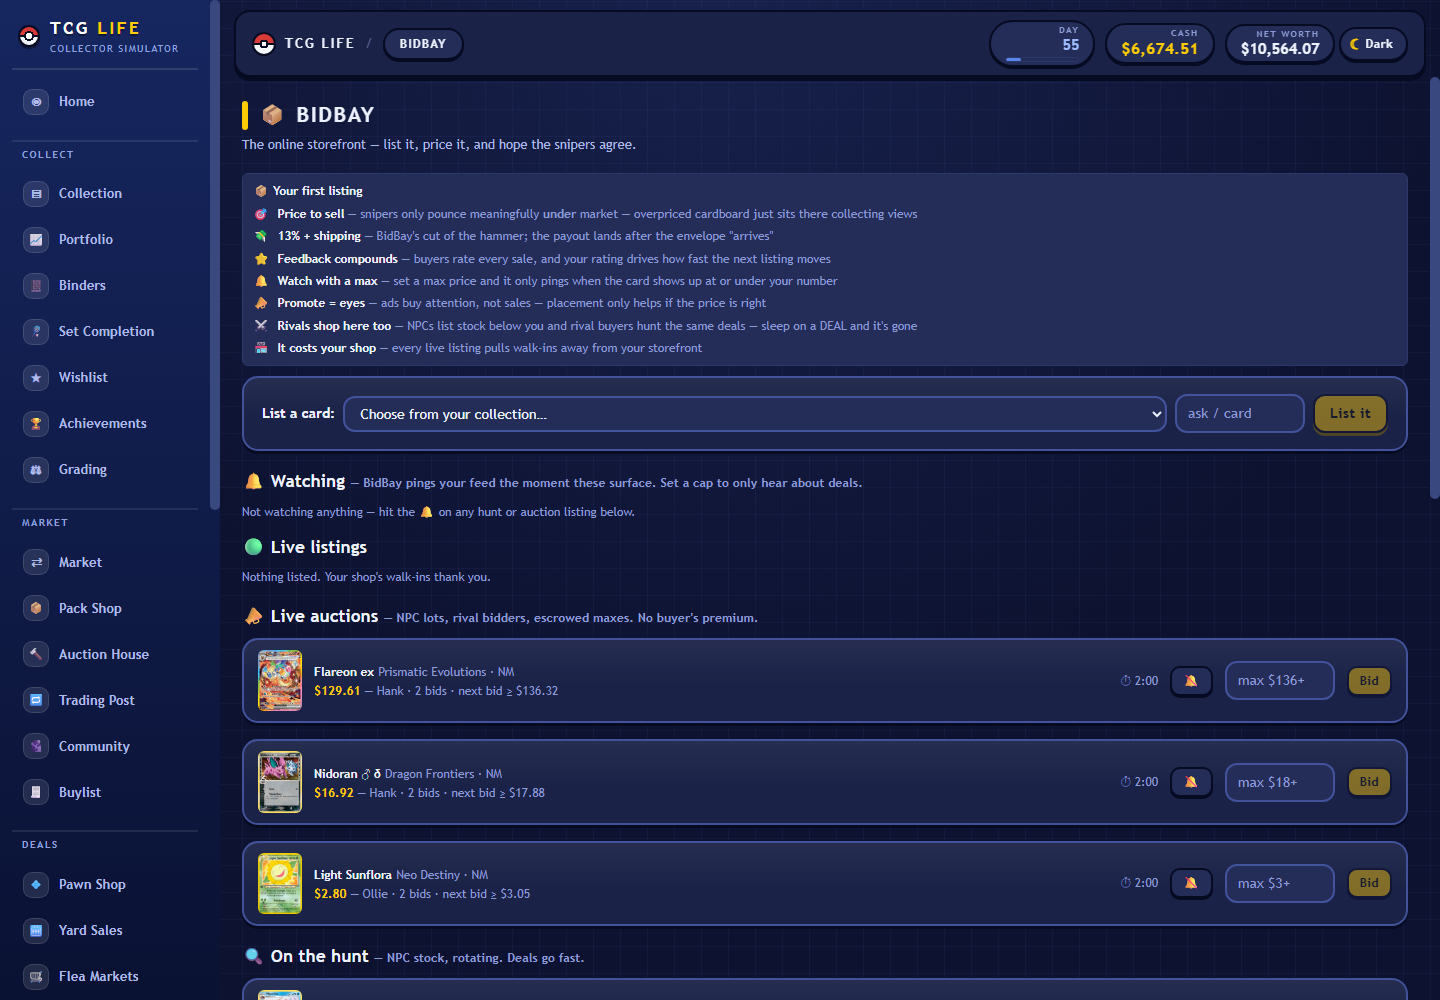 TCG LIFE
COLLECTOR SIMULATOR
Home
COLLECT
Collection
Portfolio
Binders
Set Completion
Wishlist
Achievements
Grading
MARKET
Market
Pack Shop
Auction House
Trading Post
Community
Buylist
DEALS
Pawn Shop
Yard Sales
Flea Markets
TCG LIFE / BIDBAY
DAY
55
CASH
$6,674.51
NET WORTH
$10,564.07
Dark
BIDBAY
The online storefront — list it, price it, and hope the snipers agree.
Your first listing
Price to sell — snipers only pounce meaningfully under market — overpriced cardboard just sits there collecting views
13% + shipping — BidBay's cut of the hammer; the payout lands after the envelope "arrives"
Feedback compounds — buyers rate every sale, and your rating drives how fast the next listing moves
Watch with a max — set a max price and it only pings when the card shows up at or under your number
Promote = eyes — ads buy attention, not sales — placement only helps if the price is right
Rivals shop here too — NPCs list stock below you and rival buyers hunt the same deals — sleep on a DEAL and it's gone
It costs your shop — every live listing pulls walk-ins away from your storefront
List a card: Choose from your collection... ask / card List it
Watching — BidBay pings your feed the moment these surface. Set a cap to only hear about deals.
Not watching anything — hit the 🔔 on any hunt or auction listing below.
Live listings
Nothing listed. Your shop's walk-ins thank you.
Live auctions — NPC lots, rival bidders, escrowed maxes. No buyer's premium.
Flareon ex Prismatic Evolutions · NM
$129.61 — Hank · 2 bids · next bid ≥ $136.32
2:00 max $136+ Bid
Nidoran ♂ δ Dragon Frontiers · NM
$16.92 — Hank · 2 bids · next bid ≥ $17.88
2:00 max $18+ Bid
Light Sunflora Neo Destiny · NM
$2.80 — Ollie · 2 bids · next bid ≥ $3.05
2:00 max $3+ Bid
On the hunt — NPC stock, rotating. Deals go fast.